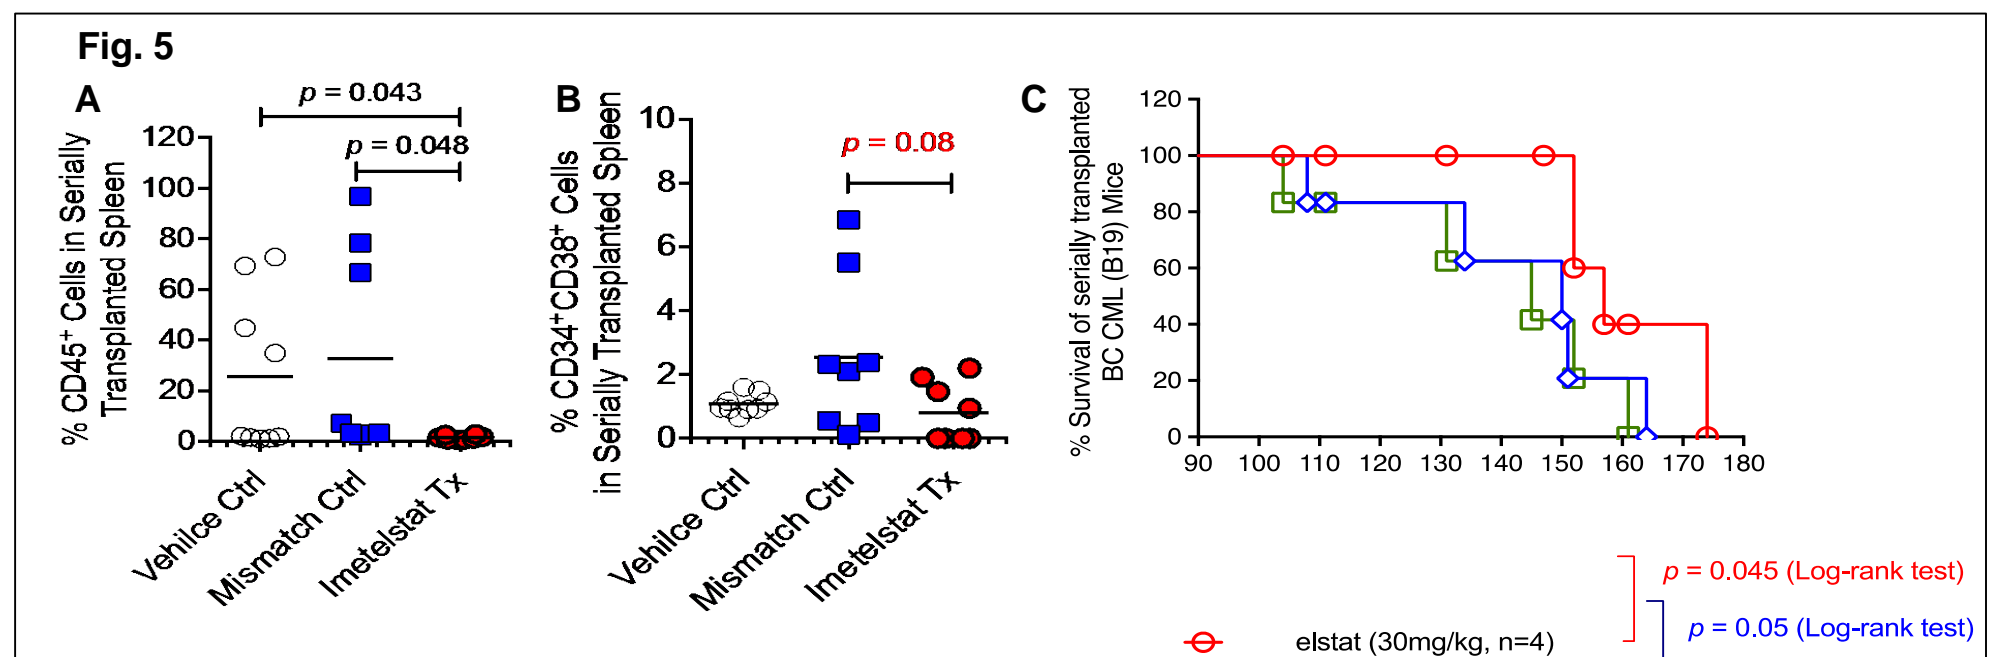 Fig. 5
A
p = 0.043
p = 0.048
% CD45+ Cells in Serially
Transplanted Spleen
120
100
80
60
40
20
0
Vehilce Ctrl
Mismatch Ctrl
Imetelstat Tx
B
p = 0.08
% CD34+CD38+ Cells
in Serially Transplanted Spleen
10
8
6
4
2
0
Vehilce Ctrl
Mismatch Ctrl
Imetelstat Tx
C
% Survival of serially transplanted
BC CML (B19) Mice
120
100
80
60
40
20
0
90 100 110 120 130 140 150 160 170 180
p = 0.045 (Log-rank test)
p = 0.05 (Log-rank test)
elstat (30mg/kg, n=4)